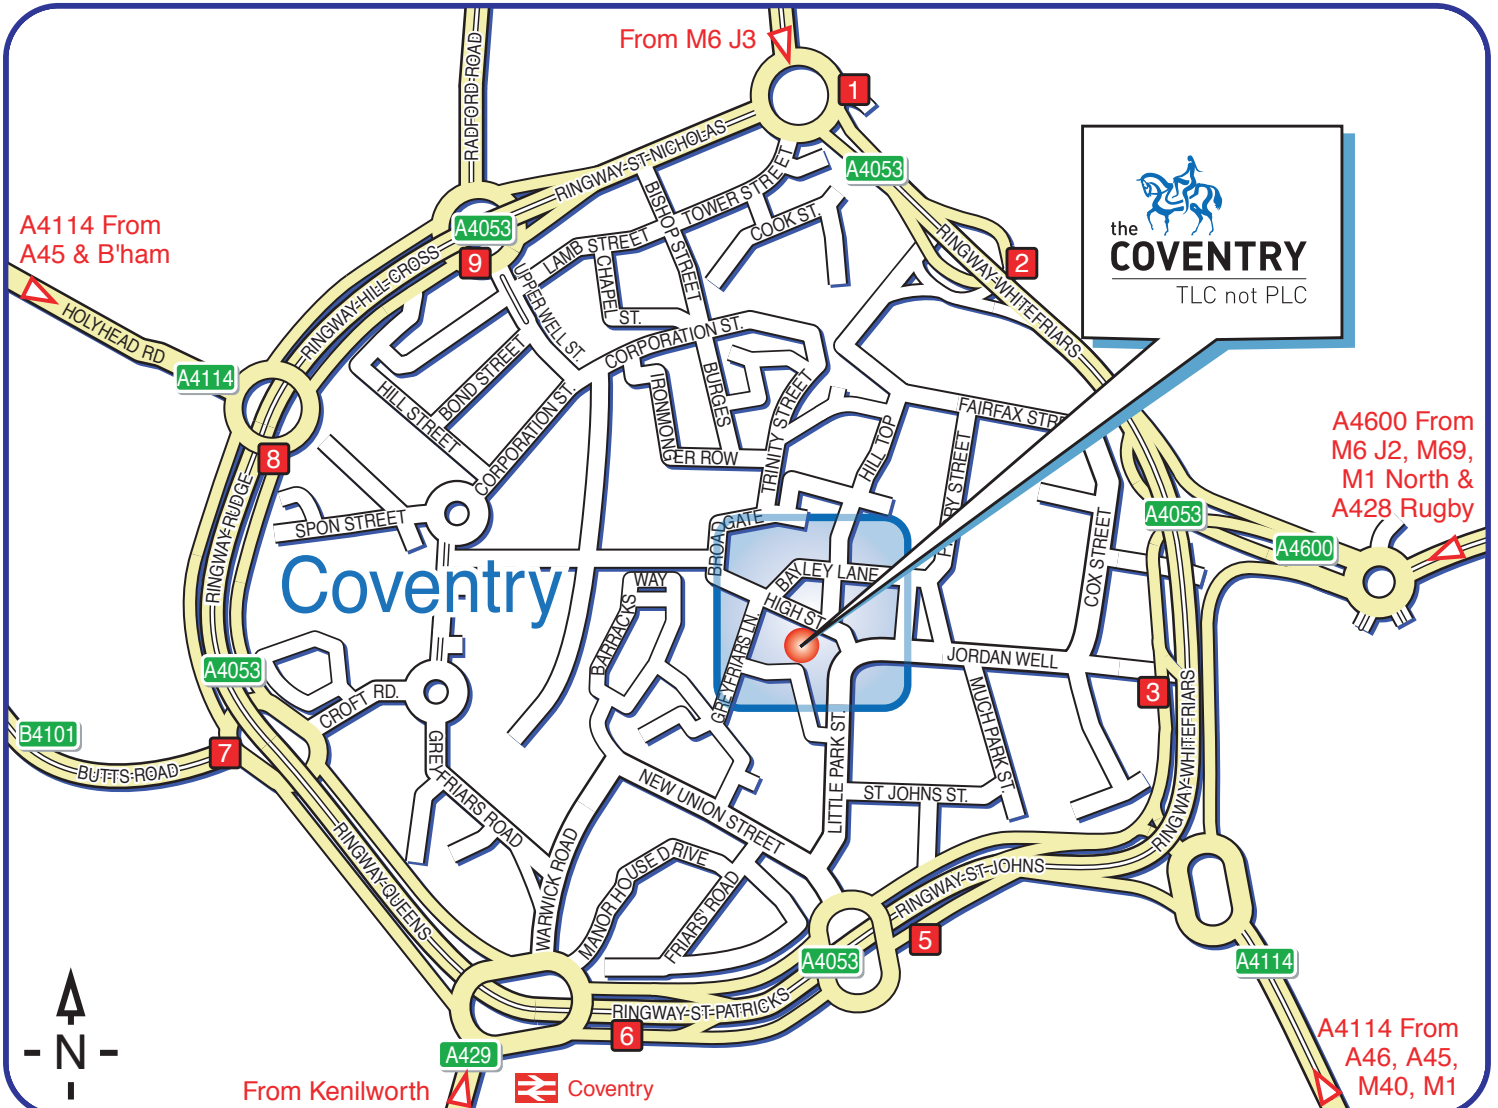 From M6 J3
1
RADFORD ROAD
RINGWAY ST NICHOLAS
A4053
BISHOP STREET
TOWER STREET
COOK ST.
A4114 From
A45 & B'ham
A4053
9
LAMB STREET
RINGWAY HILL CROSS
UPPER WELL ST.
CHAPEL
ST.
RINGWAY WHITEFRIARS
2
the
COVENTRY
TLC not PLC
HOLYHEAD RD
A4114
CORPORATION ST.
BOND STREET
HILL STREET
CORPORATION ST.
IRONMONGER ROW
BURGES
TRINITY STREET
HILL TOP
FAIRFAX STR
8
RINGWAY RUDGE
SPON STREET
A4600 From
M6 J2, M69,
M1 North &
A428 Rugby
A4053
A4600
COX STREET
RY STREET
BROADGATE
BAXLEY LANE
HIGH ST.
GREYFRIARS LN.
Coventry
BARRACKS
WAY
JORDAN WELL
3
A4053
CROFT RD.
B4101
7
BUTTS ROAD
GREYFRIARS ROAD
MUCH PARK ST.
RINGWAY WHITEFRIARS
NEW UNION STREET
LITTLE PARK ST.
ST JOHNS ST.
RINGWAY QUEENS
WARWICK ROAD
MANOR HOUSE DRIVE
FRIARS' ROAD
RINGWAY ST JOHNS
5
A4053
A4114
RINGWAY ST PATRICKS
6
N
A429
From Kenilworth
Coventry
A4114 From
A46, A45,
M40, M1